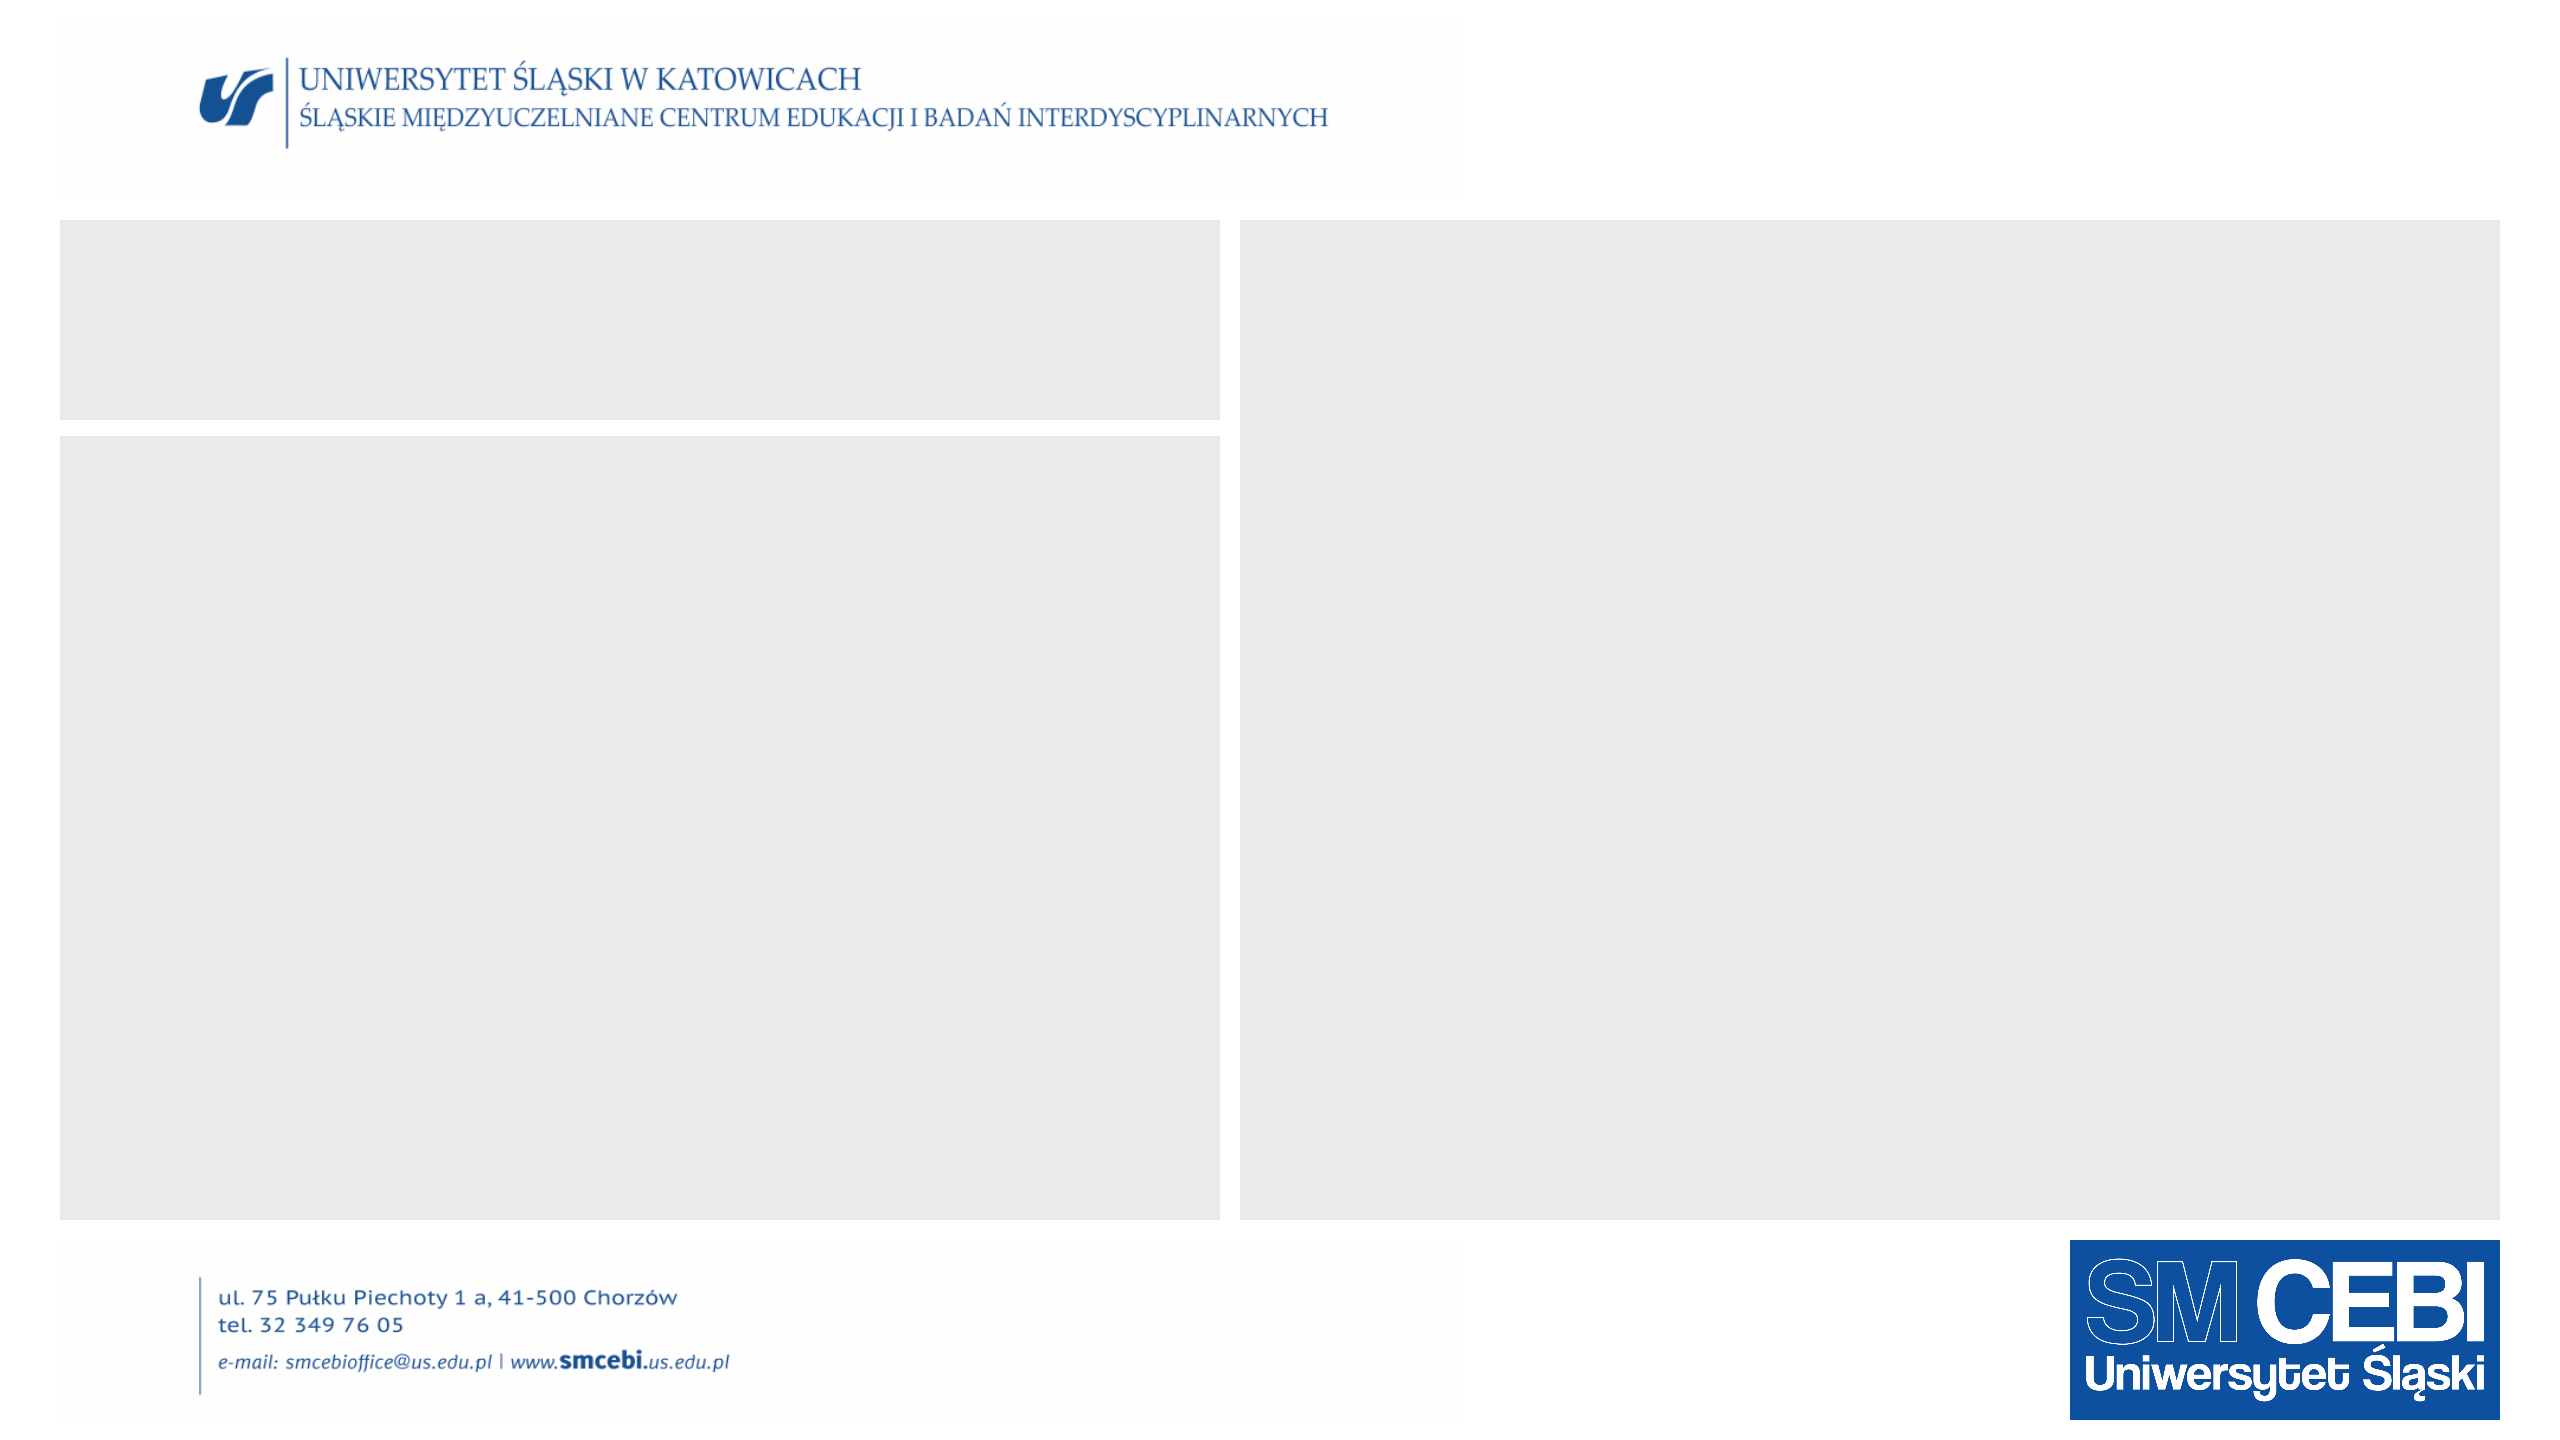 UNIWERSYTET ŚLĄSKI W KATOWICACH
ŚLĄSKIE MIĘDZYUCZELNIANE CENTRUM EDUKACJI I BADAŃ INTERDYSCYPLINARNYCH
ul. 75 Pułku Piechoty 1 a, 41-500 Chorzów
tel. 32 349 76 05
e-mail: smcebioffice@us.edu.pl | www.smcebi.us.edu.pl
SMCEBI
Uniwersytet Śląski